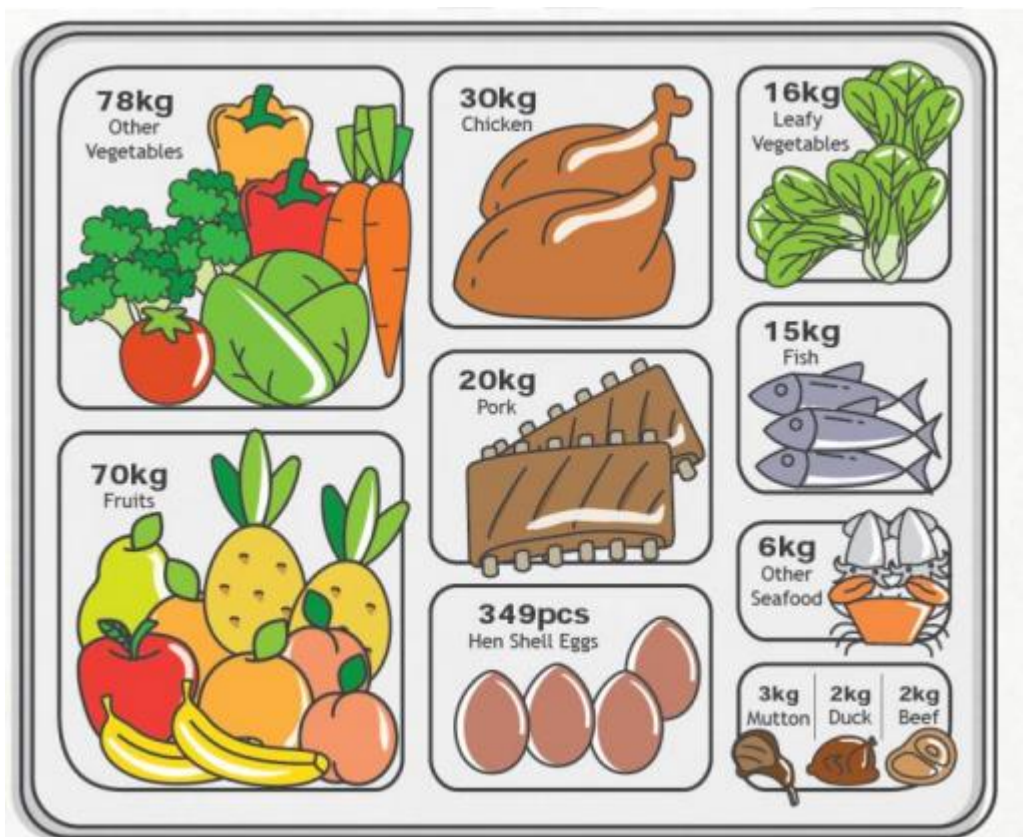 78kg
Other
Vegetables
30kg
Chicken
16kg
Leafy
Vegetables
20kg
Pork
15kg
Fish
70kg
Fruits
349pcs
Hen Shell Eggs
6kg
Other
Seafood
3kg
Mutton
2kg
Duck
2kg
Beef